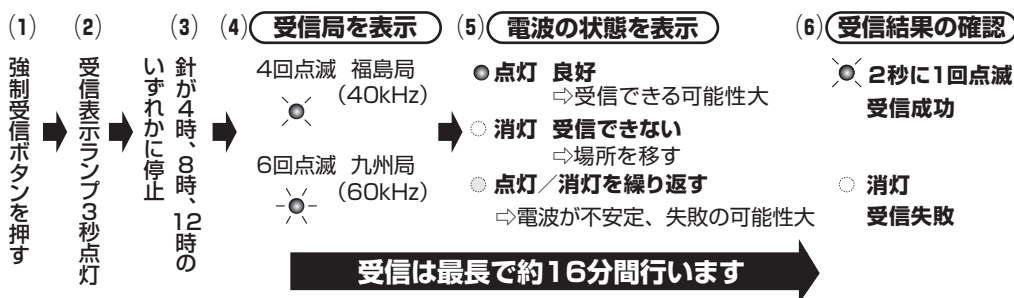 (1)
強制受信ボタンを押す
(2)
受信表示ランプ3秒点灯
(3)
針が4時、8時、12時の
いずれかに停止
(4) 受信局を表示
4回点滅 福島局
(40kHz)
6回点滅 九州局
(60kHz)
(5) 電波の状態を表示
点灯 良好
⇨受信できる可能性大
消灯 受信できない
⇨場所を移す
点灯/消灯を繰り返す
⇨電波が不安定、失敗の可能性大
(6) 受信結果の確認
2秒に1回点滅
受信成功
消灯
受信失敗
受信は最長で約16分間行います